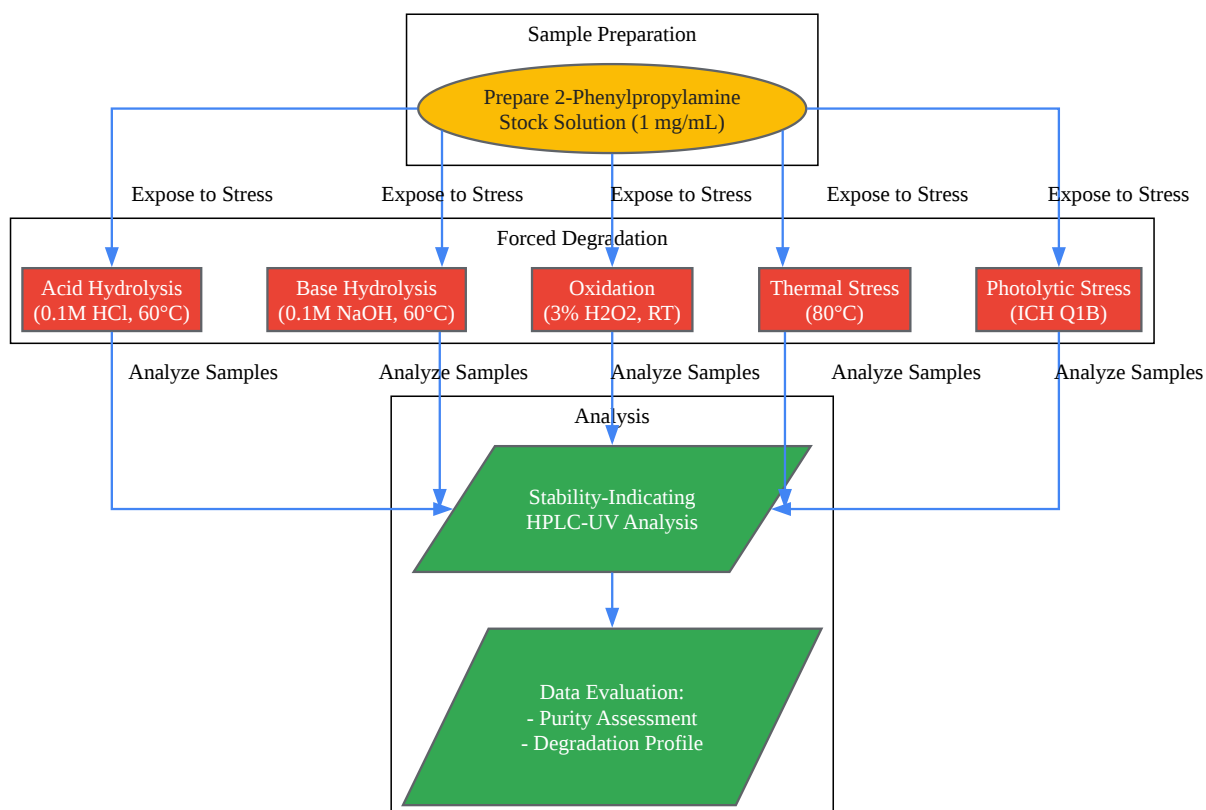 Sample Preparation
Prepare 2-Phenylpropylamine
Stock Solution (1 mg/mL)
Expose to Stress
Expose to Stress
Expose to Stress
Expose to Stress
Expose to Stress
Forced Degradation
Acid Hydrolysis
(0.1M HCl, 60°C)
Base Hydrolysis
(0.1M NaOH, 60°C)
Oxidation
(3% H2O2, RT)
Thermal Stress
(80°C)
Photolytic Stress
(ICH Q1B)
Analyze Samples
Analyze Samples
Analyze Samples
Analyze Samples
Analyze Samples
Analysis
Stability-Indicating
HPLC-UV Analysis
Data Evaluation:
- Purity Assessment
- Degradation Profile